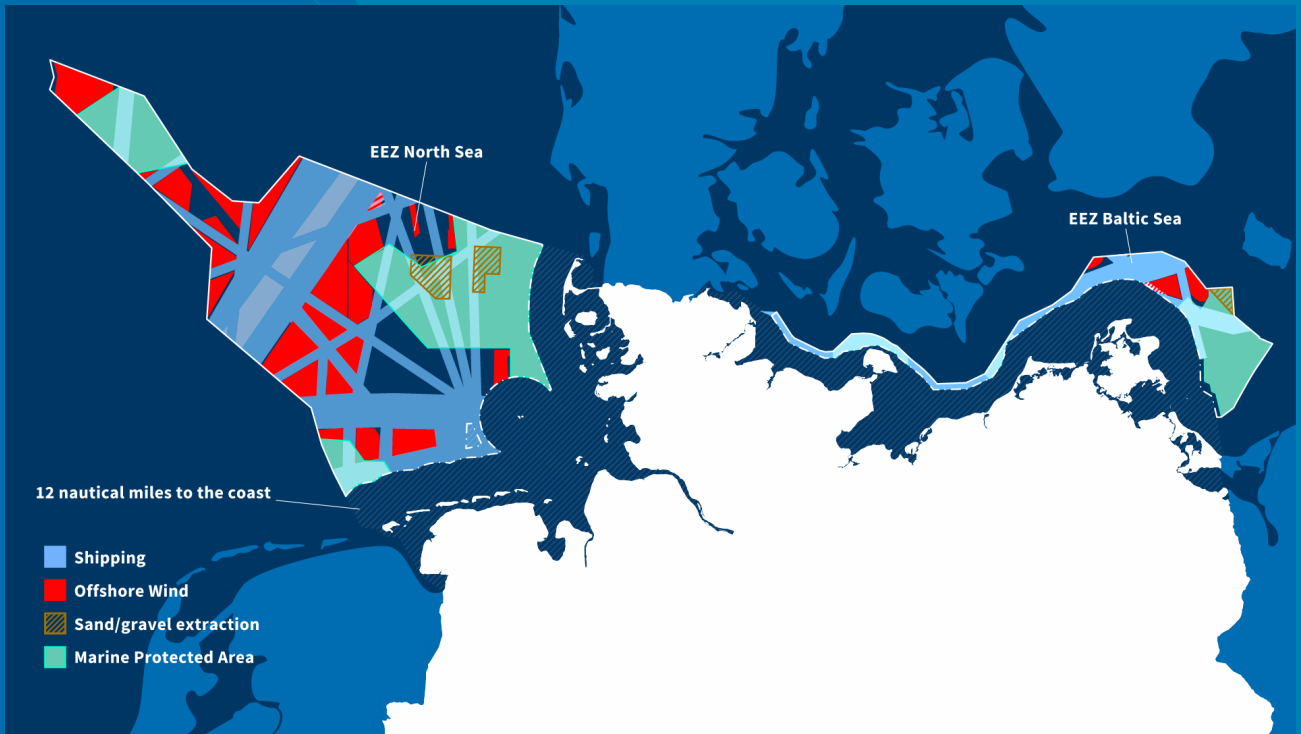 EEZ North Sea
EEZ Baltic Sea
12 nautical miles to the coast
Shipping
Offshore Wind
Sand/gravel extraction
Marine Protected Area